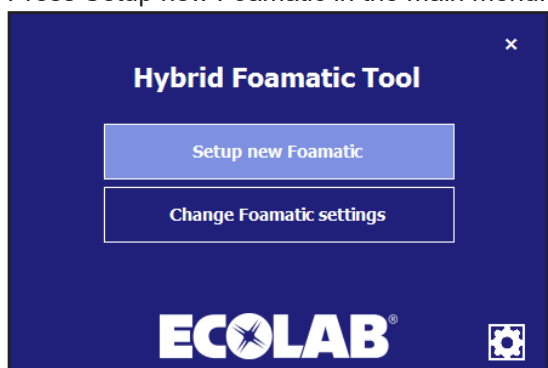 Press Setup new Foamatic in the main menu.
×
Hybrid Foamatic Tool
Setup new Foamatic
Change Foamatic settings
ECOLAB®